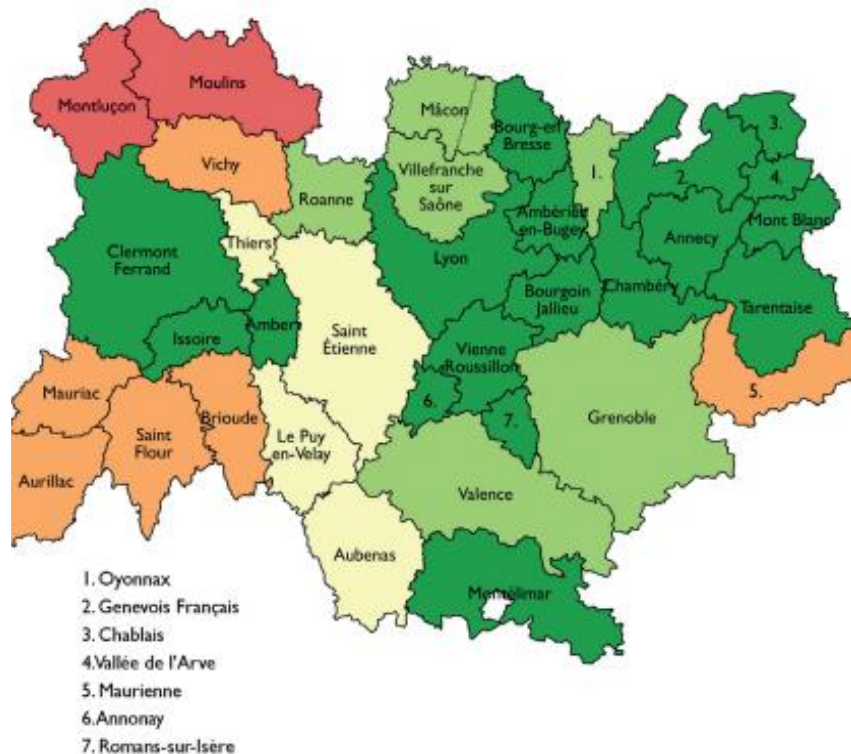 Moulins
Montluçon
Mâcon
Bourg-en
Bresse
3.
Vichy
Villefranche
sur
Saône
1.
2.
4.
Roanne
Ambérieu
en-Bugey
Mont Blanc
Thiers
Annecy
Clermont
Ferrand
Lyon
Bourgoin
Jallieu
Chambéry
Tarentaise
Ambert
Saint
Étienne
Issoire
Vienne
Roussillon
Mauriac
Brioude
6.
5.
Grenoble
7.
Saint
Flour
Le Puy
en-Velay
Aurillac
Valence
Aubenas
Montélimar
1. Oyonnax
2. Genevois Français
3. Chablais
4.Vallée de l'Arve
5. Maurienne
6.Annonay
7. Romans-sur-Isère